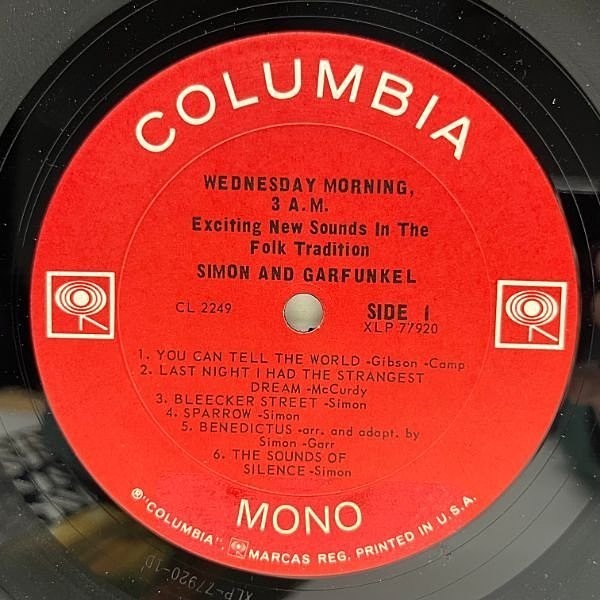 COLUMBIA
WEDNESDAY MORNING,
3 A.M.
Exciting New Sounds In The
Folk Tradition
SIMON AND GARFUNKEL
CL 2249 SIDE 1
XLP 77920
1. YOU CAN TELL THE WORLD -Gibson -Camp
2. LAST NIGHT I HAD THE STRANGEST
DREAM -McCurdy
3. BLEECKER STREET -Simon
4. SPARROW -Simon
5. BENEDICTUS -arr. and adapt. by
Simon -Garr
6. THE SOUNDS OF
SILENCE -Simon
MONO
®"COLUMBIA", MARCAS REG. PRINTED IN U.S.A.
XLP-77920-1D